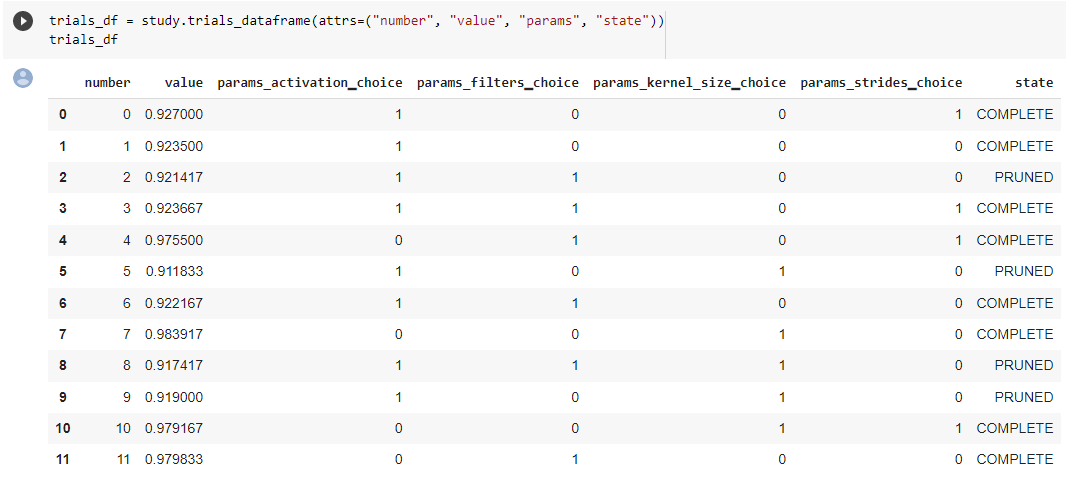 trials_df = study.trials_dataframe(attrs=("number", "value", "params", "state"))
trials_df
number value params_activation_choice params_filters_choice params_kernel_size_choice params_strides_choice state
0 0 0.927000 1 0 0 1 COMPLETE
1 1 0.923500 1 0 0 0 COMPLETE
2 2 0.921417 1 1 0 0 PRUNED
3 3 0.923667 1 1 0 1 COMPLETE
4 4 0.975500 0 1 0 1 COMPLETE
5 5 0.911833 1 0 1 0 PRUNED
6 6 0.922167 1 1 0 0 COMPLETE
7 7 0.983917 0 0 1 0 COMPLETE
8 8 0.917417 1 1 1 0 PRUNED
9 9 0.919000 1 0 1 0 PRUNED
10 10 0.979167 0 0 1 1 COMPLETE
11 11 0.979833 0 1 0 0 COMPLETE